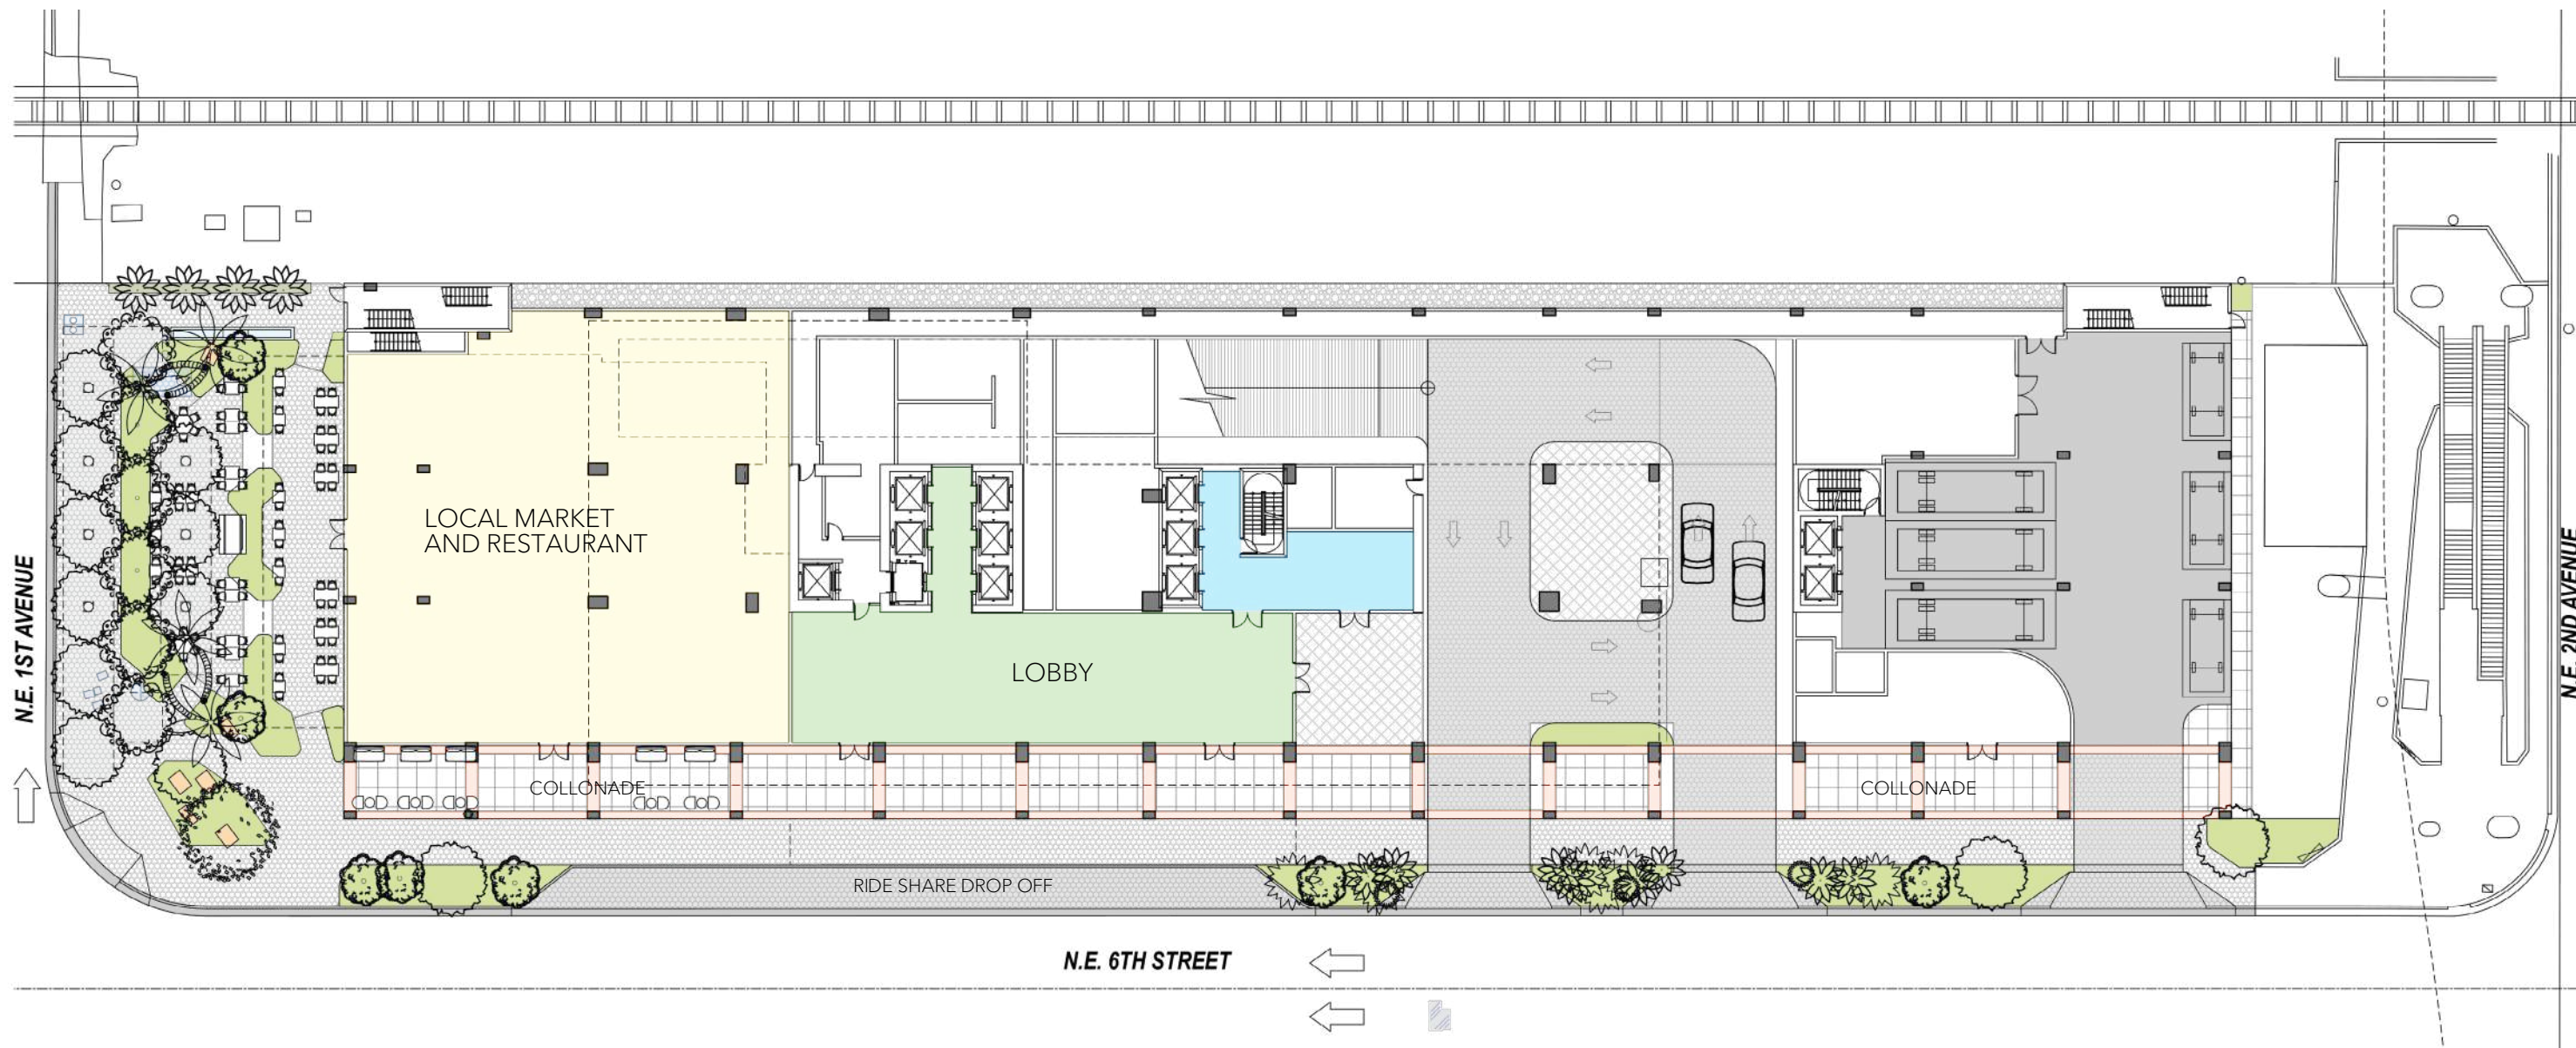 LOCAL MARKET
AND RESTAURANT
LOBBY
COLLONADE
COLLONADE
RIDE SHARE DROP OFF
N.E. 1ST AVENUE
N.E. 2ND AVENUE
N.E. 6TH STREET